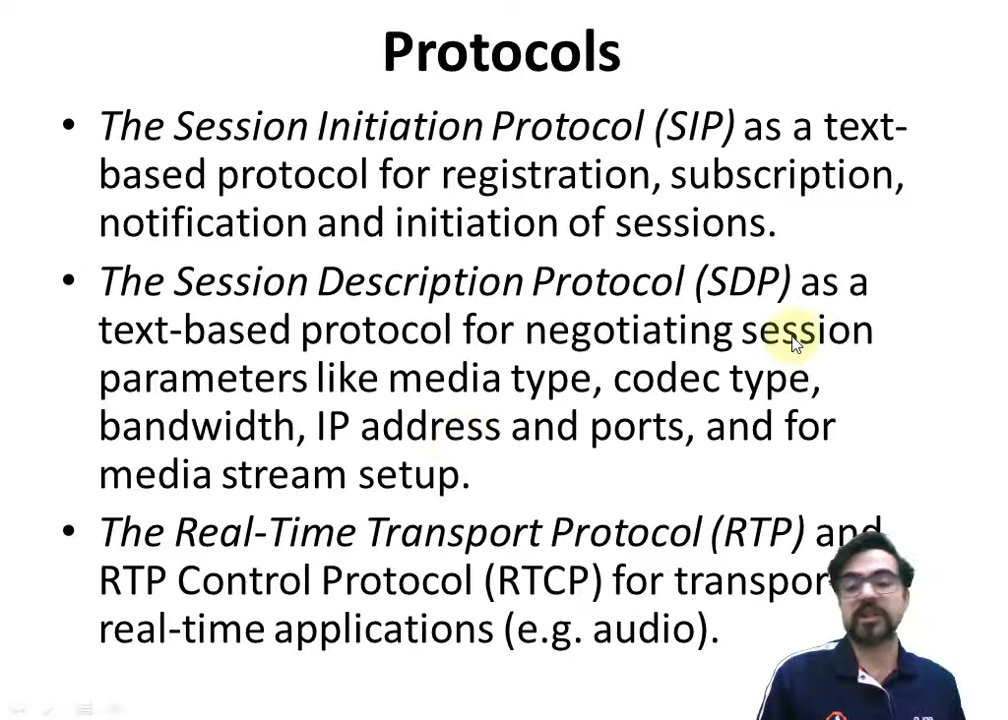 Protocols
• The Session Initiation Protocol (SIP) as a text-
based protocol for registration, subscription,
notification and initiation of sessions.
• The Session Description Protocol (SDP) as a
text-based protocol for negotiating session
parameters like media type, codec type,
bandwidth, IP address and ports, and for
media stream setup.
• The Real-Time Transport Protocol (RTP) and
RTP Control Protocol (RTCP) for transpor
real-time applications (e.g. audio).